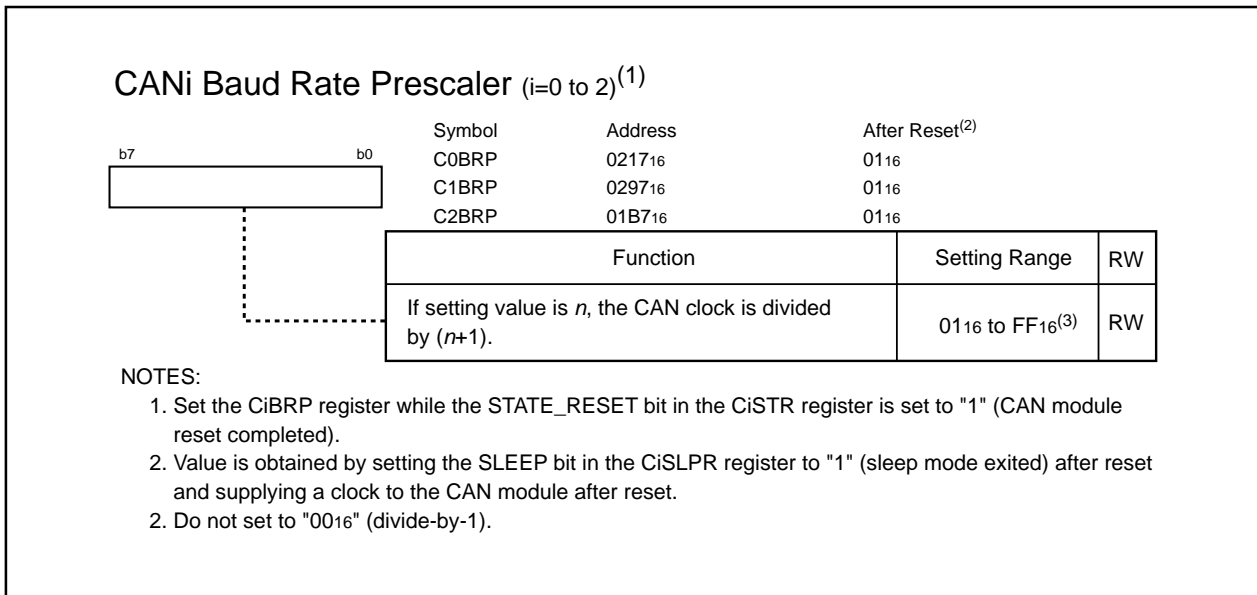 CANi Baud Rate Prescaler (i=0 to 2)(1)
Symbol Address After Reset(2)
b7 b0
C0BRP 021716 0116
C1BRP 029716 0116
C2BRP 01B716 0116
Function Setting Range RW
If setting value is n, the CAN clock is divided
by (n+1).
0116 to FF16(3) RW
NOTES:
1. Set the CiBRP register while the STATE_RESET bit in the CiSTR register is set to "1" (CAN module
reset completed).
2. Value is obtained by setting the SLEEP bit in the CiSLPR register to "1" (sleep mode exited) after reset
and supplying a clock to the CAN module after reset.
2. Do not set to "0016" (divide-by-1).